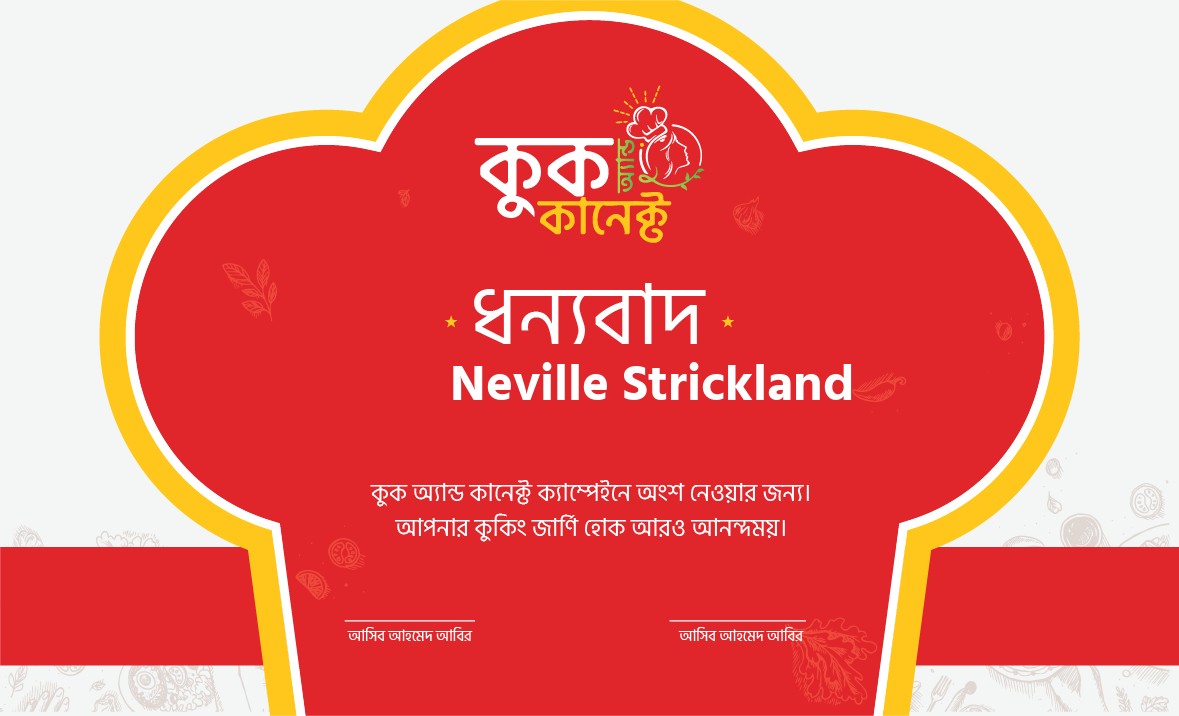 কুক অ্যান্ড
কানেক্ট
ধন্যবাদ
Neville Strickland
কুক অ্যান্ড কানেক্ট ক্যাম্পেইনে অংশ নেওয়ার জন্য।
আপনার কুকিং জার্ণি হোক আরও আনন্দময়।
আসিব আহমেদ আবির
আসিব আহমেদ আবির